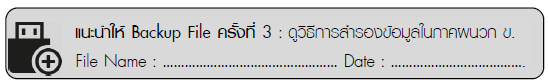 แนะนำให้ Backup File ครั้งที่ 3 : ดูวิธีการสำรองข้อมูลในภาคผนวก ข.
File Name : ................................................ Date : .....................................